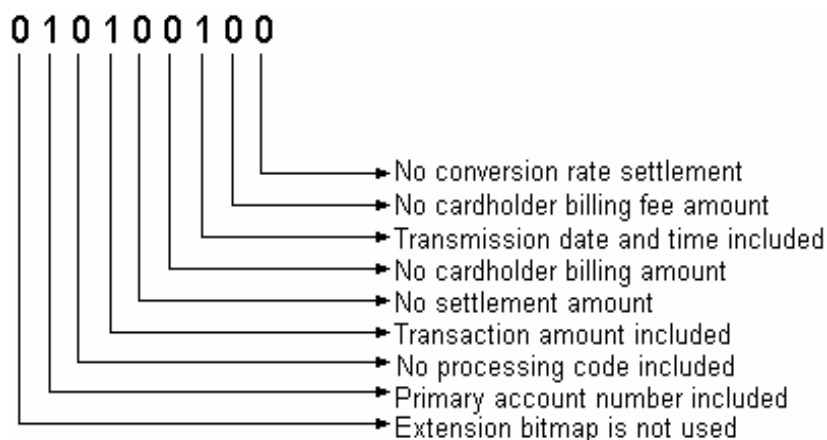 0 1 0 1 0 0 1 0 0
No conversion rate settlement
No cardholder billing fee amount
Transmission date and time included
No cardholder billing amount
No settlement amount
Transaction amount included
No processing code included
Primary account number included
Extension bitmap is not used